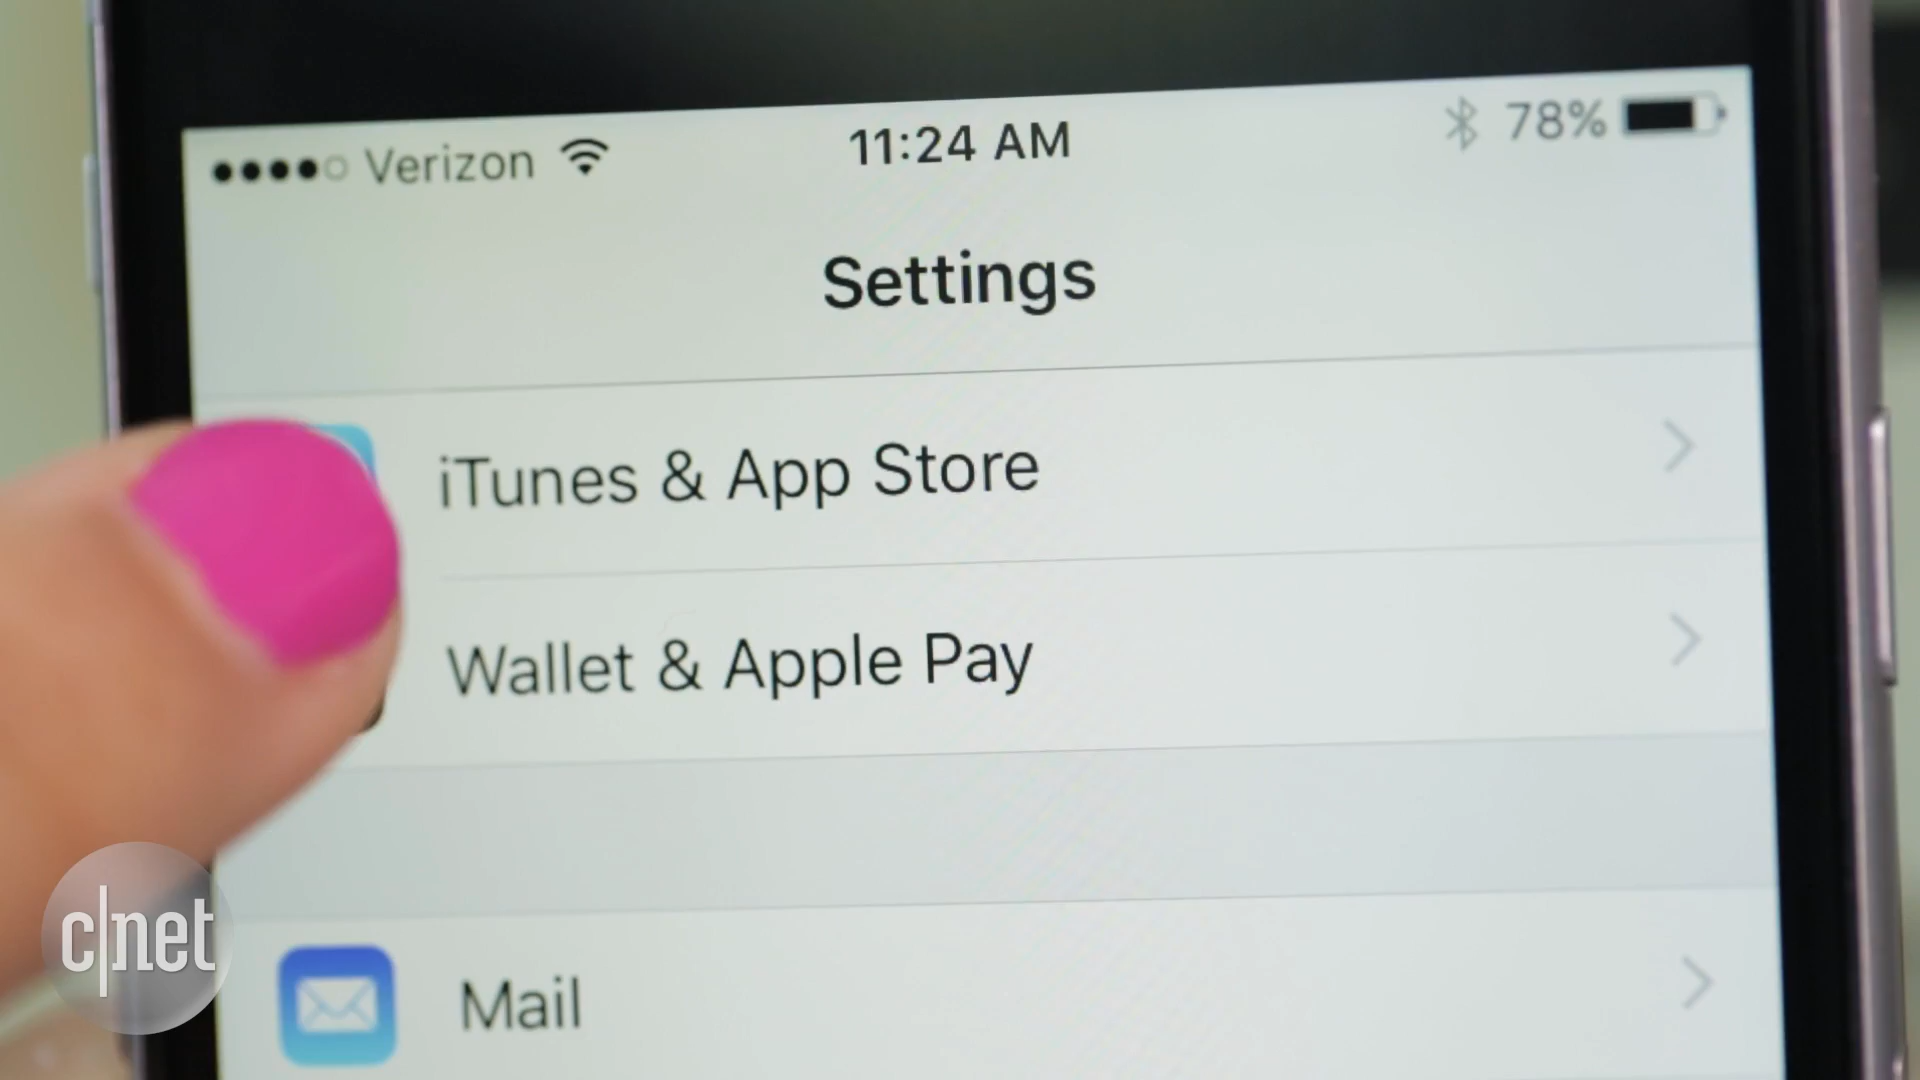 Verizon 11:24 AM 78%
Settings
iTunes & App Store
Wallet & Apple Pay
Mail
c|net